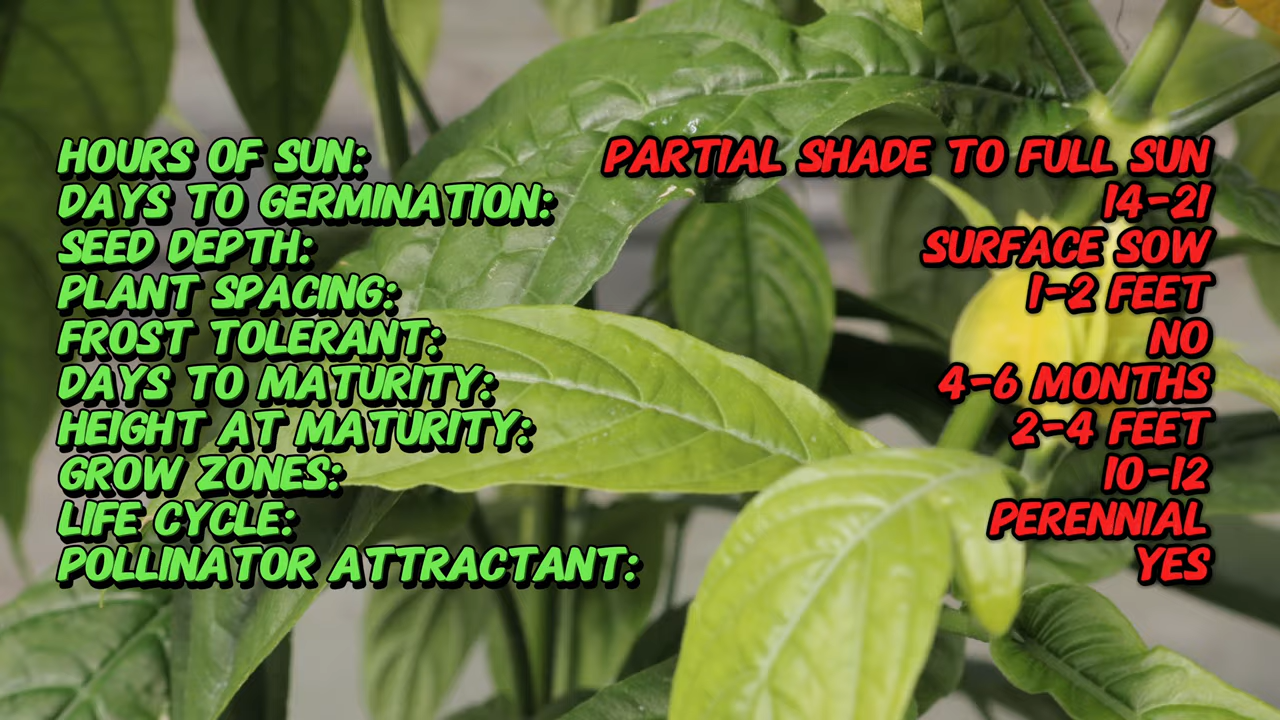 HOURS OF SUN: PARTIAL SHADE TO FULL SUN
DAYS TO GERMINATION: 14-21
SEED DEPTH: SURFACE SOW
PLANT SPACING: 1-2 FEET
FROST TOLERANT: NO
DAYS TO MATURITY: 4-6 MONTHS
HEIGHT AT MATURITY: 2-4 FEET
GROW ZONES: 10-12
LIFE CYCLE: PERENNIAL
POLLINATOR ATTRACTANT: YES